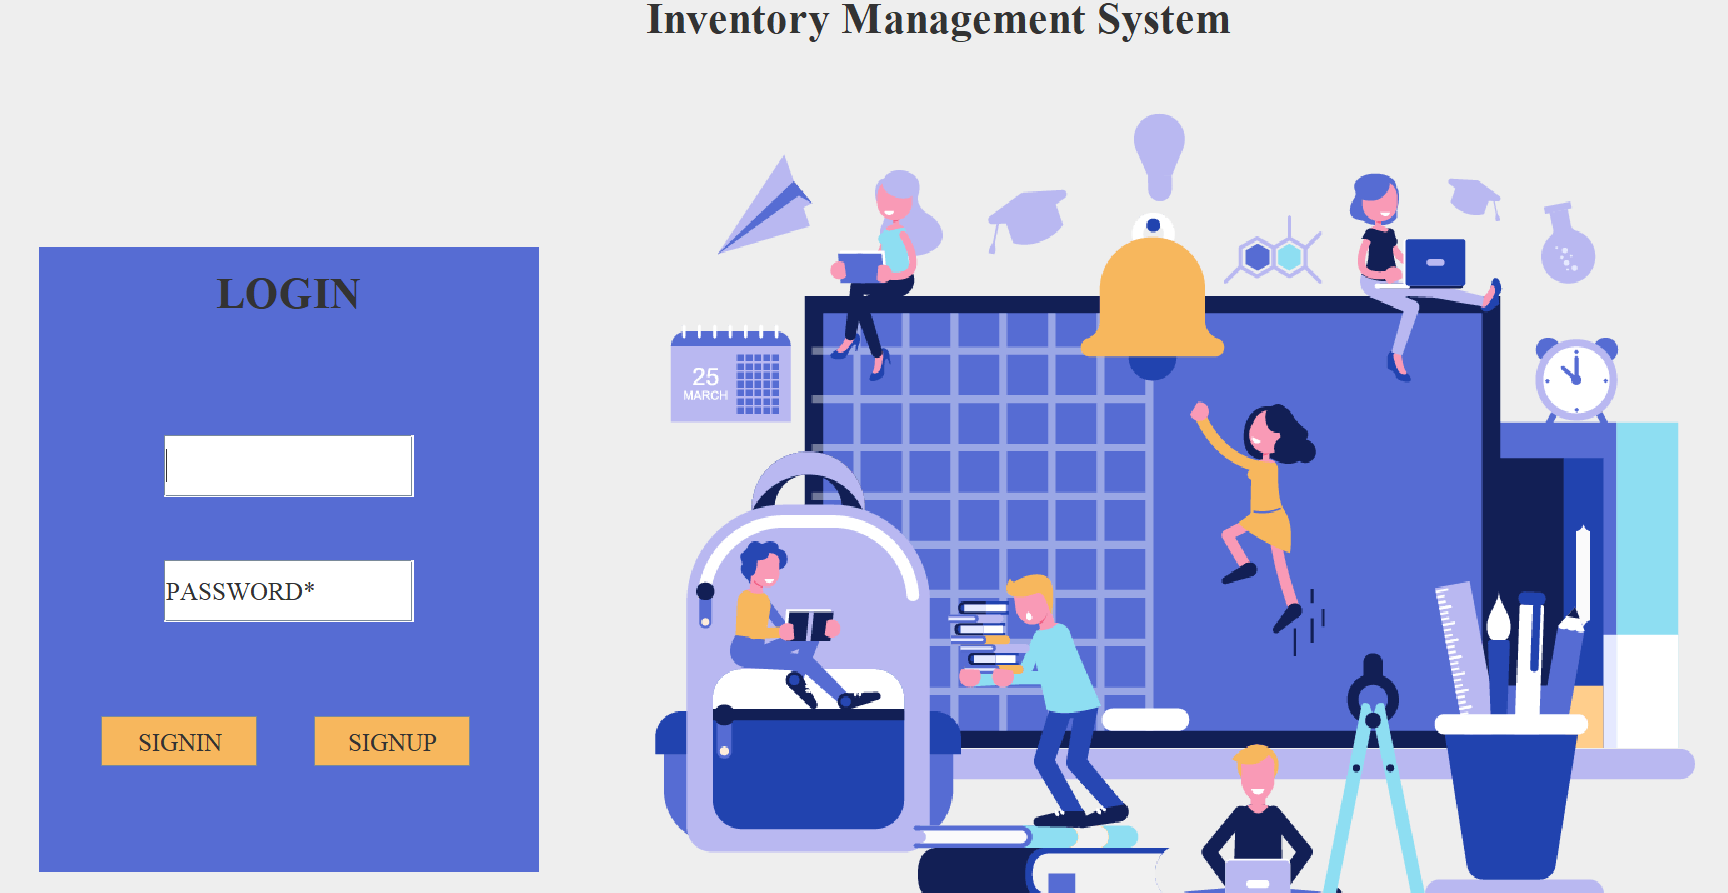 Inventory Management System
LOGIN
25
MARCH
PASSWORD*
SIGNIN
SIGNUP